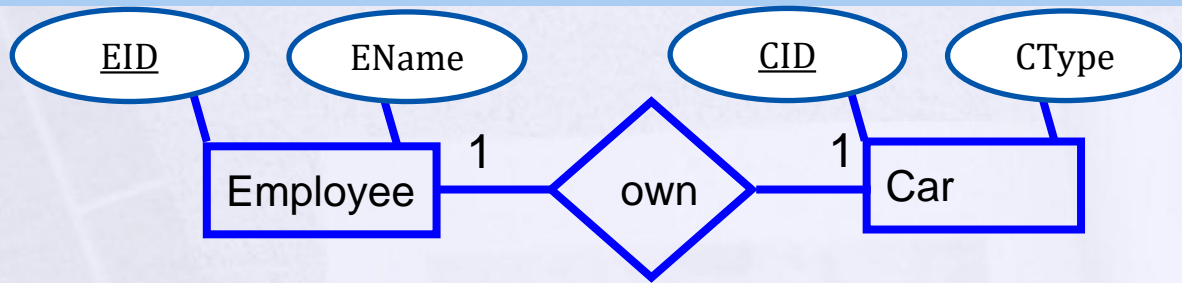 EID EName CID CType
1 1
Employee own Car